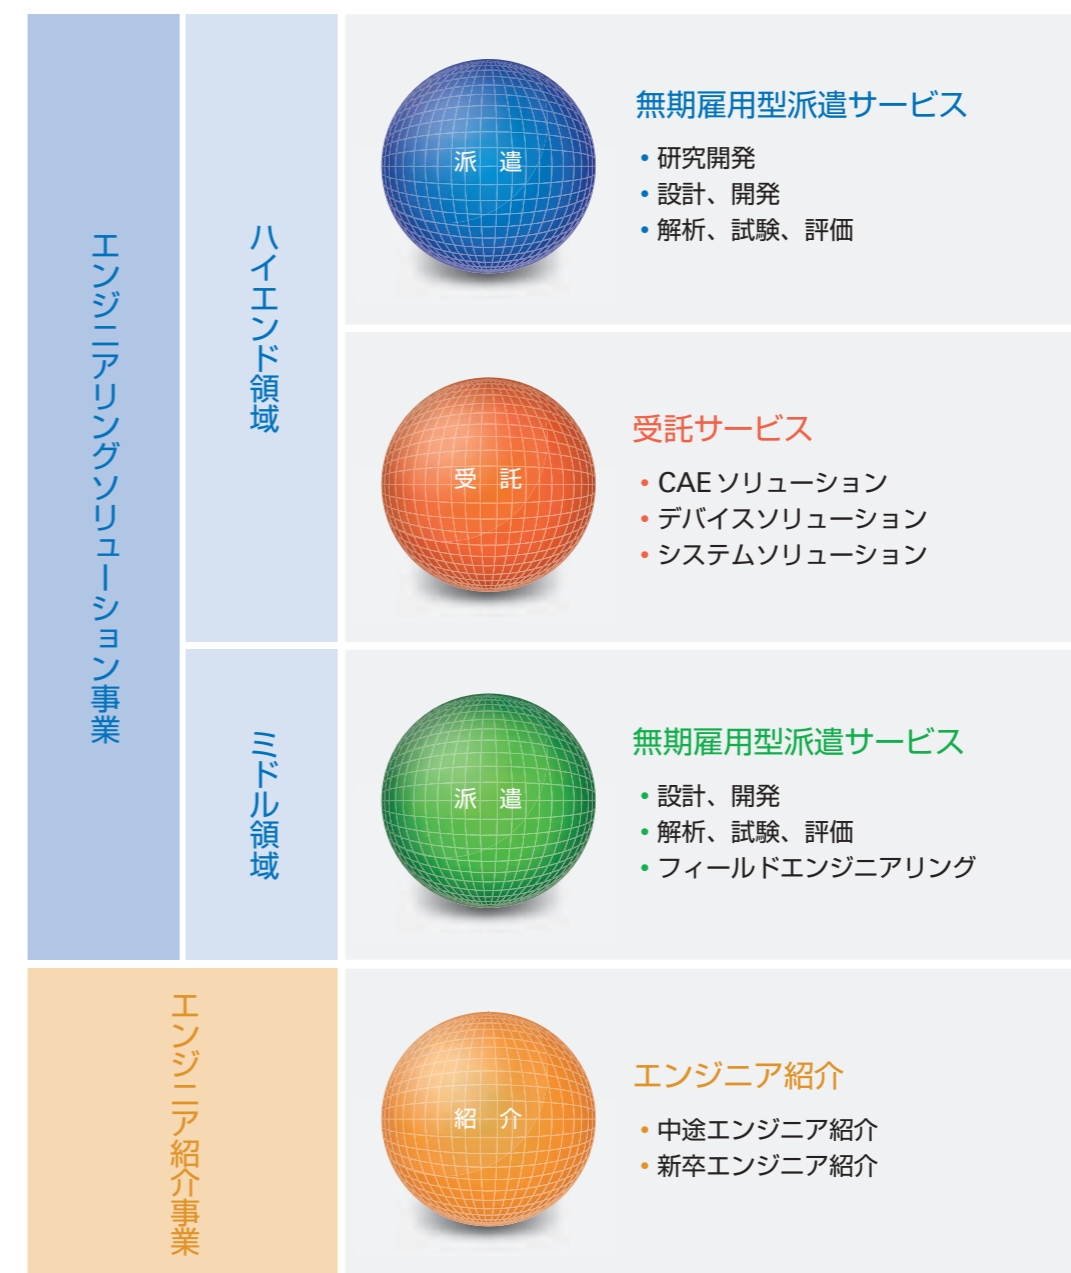 エンジニアリングソリューション事業
ハイエンド領域
派 遣
無期雇用型派遣サービス
• 研究開発
• 設計、開発
• 解析、試験、評価
受 託
受託サービス
• CAEソリューション
• デバイスソリューション
• システムソリューション
ミドル領域
派 遣
無期雇用型派遣サービス
• 設計、開発
• 解析、試験、評価
• フィールドエンジニアリング
エンジニア紹介事業
紹 介
エンジニア紹介
• 中途エンジニア紹介
• 新卒エンジニア紹介